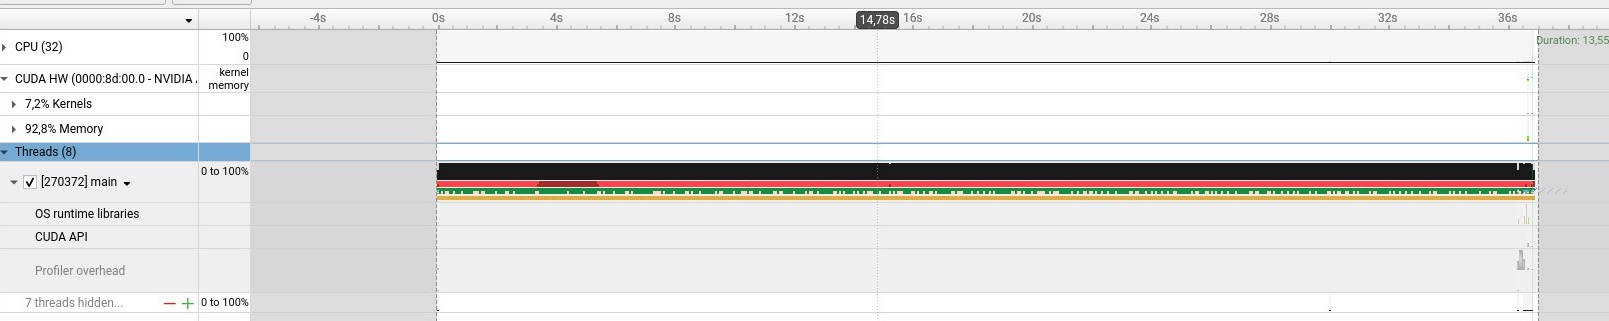 -4s 0s 4s 8s 12s 14,78s 16s 20s 24s 28s 32s 36s
CPU (32) 100%
0
Duration: 13,55
CUDA HW (0000:8d:00.0 - NVIDIA kernel
memory
7,2% Kernels
92,8% Memory
Threads (8)
[270372] main 0 to 100%
OS runtime libraries
CUDA API
Profiler overhead
7 threads hidden... 0 to 100%